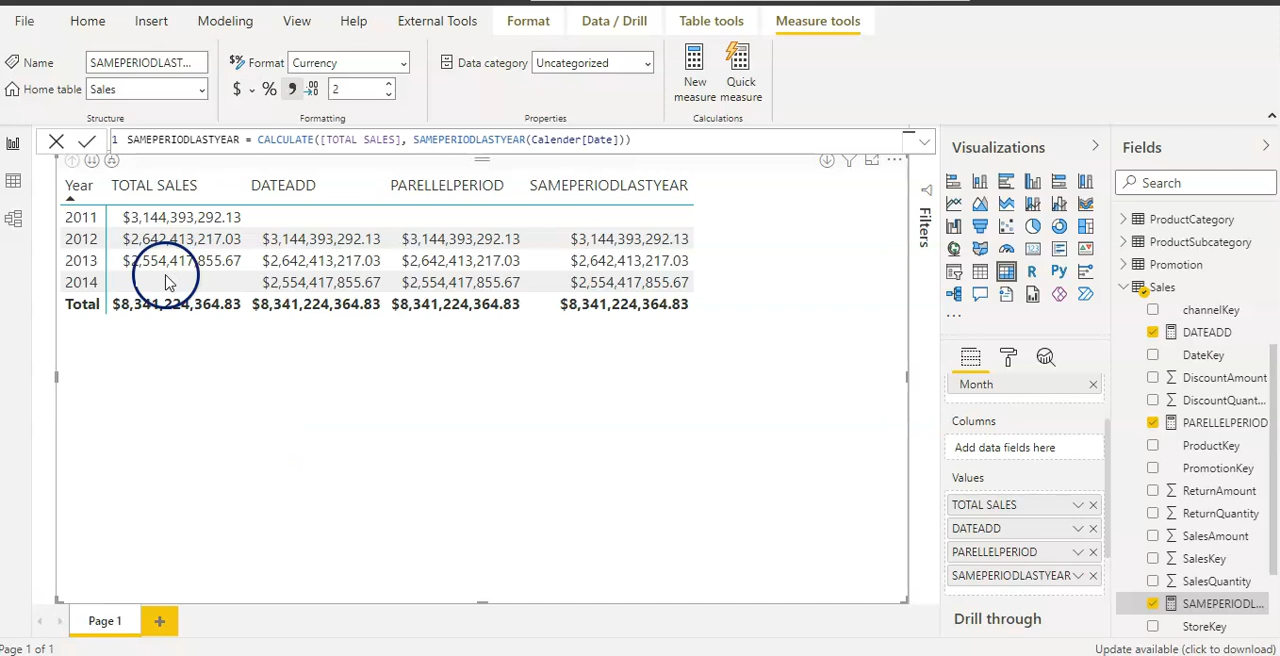 File Home Insert Modeling View Help External Tools Format Data / Drill Table tools Measure tools
Name SAMEPERIODLAST... $% Format Currency Data category Uncategorized New Quick
Home table Sales $ % 9 .00 2 measure measure
Structure Formatting Properties Calculations
1 SAMEPERIODLASTYEAR = CALCULATE([TOTAL SALES], SAMEPERIODLASTYEAR(Calender[Date]))
Year TOTAL SALES DATEADD PARELLELPERIOD SAMEPERIODLASTYEAR
2011 $3,144,393,292.13
2012 $2,642,413,217.03 $3,144,393,292.13 $3,144,393,292.13 $3,144,393,292.13
2013 $2,554,417,855.67 $2,642,413,217.03 $2,642,413,217.03 $2,642,413,217.03
2014 $2,554,417,855.67 $2,554,417,855.67 $2,554,417,855.67
Total $8,341,224,364.83 $8,341,224,364.83 $8,341,224,364.83 $8,341,224,364.83
Filters
Visualizations
R Py
...
Month
Columns
Add data fields here
Values
TOTAL SALES
DATEADD
PARELLELPERIOD
SAMEPERIODLASTYEAR
Drill through
Fields
Search
ProductCategory
ProductSubcategory
Promotion
Sales
channelKey
DATEADD
DateKey
DiscountAmount
DiscountQuant...
PARELLELPERIOD
ProductKey
PromotionKey
ReturnAmount
ReturnQuantity
SalesAmount
SalesKey
SalesQuantity
SAMEPERIODL...
StoreKey
Page 1
Page 1 of 1
Update available (click to download)